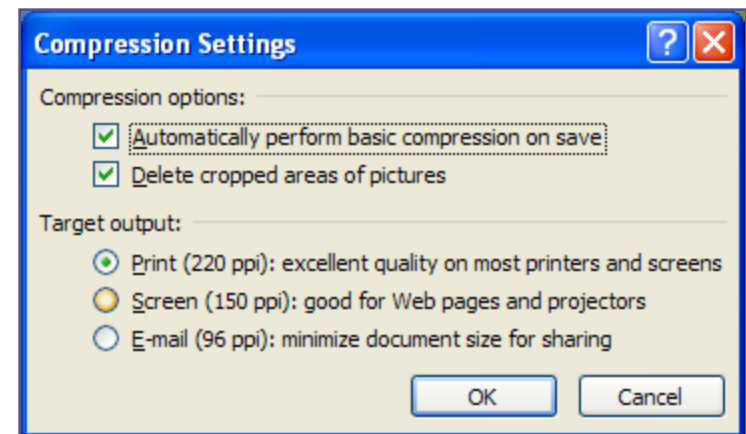 Compression Settings
?
Compression options:
Automatically perform basic compression on save
Delete cropped areas of pictures
Target output:
Print (220 ppi): excellent quality on most printers and screens
Screen (150 ppi): good for Web pages and projectors
E-mail (96 ppi): minimize document size for sharing
OK Cancel